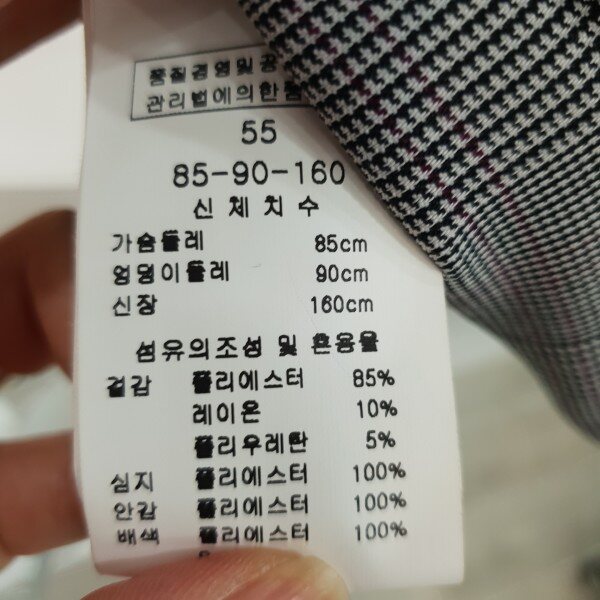 품질경영및공
관리법에의한
55
85-90-160
신체치수
가슴둘레 85cm
엉덩이둘레 90cm
신장 160cm
섬유의조성 및 혼용율
겉감 폴리에스터 85%
레이온 10%
폴리우레탄 5%
심지 폴리에스터 100%
안감 폴리에스터 100%
배색 폴리에스터 100%